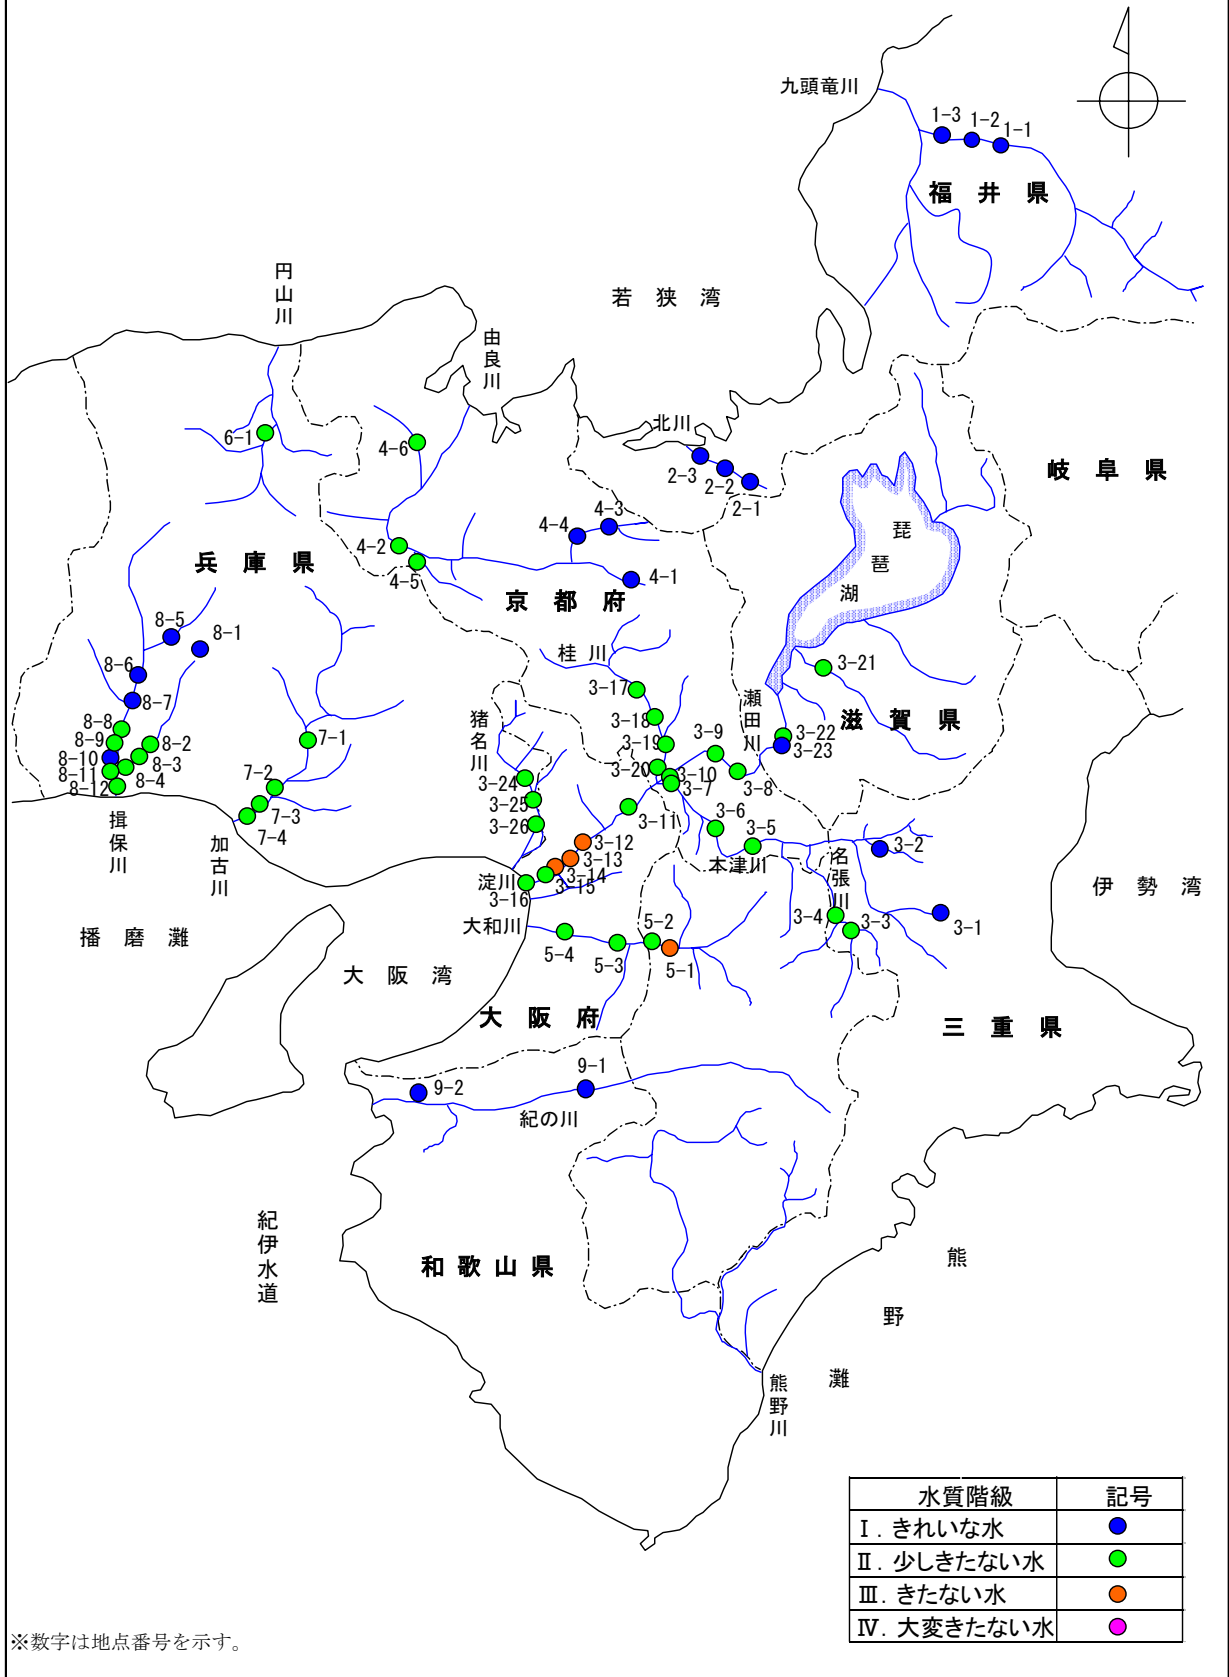 九頭竜川
1-3
1-2
1-1
福井県
円山川
若狭湾
由良川
北川
6-1
4-6
2-3
2-2
2-1
岐阜県
4-3
4-4
琵琶湖
4-2
4-5
兵庫県
4-1
京都府
8-5
8-1
桂川
8-6
3-21
3-17
8-7
瀬田川
滋賀県
猪名川
3-18
8-8
8-9
8-2
7-1
3-19
3-9
3-22
3-23
8-10
8-3
3-20
3-10
3-7
3-8
8-11
8-4
8-12
7-2
3-24
3-25
3-11
3-6
7-3
3-26
3-5
7-4
揖保川
加古川
3-12
3-13
3-14
3-15
3-16
淀川
木津川
名張川
3-2
伊勢湾
3-4
3-3
3-1
播磨灘
大和川
5-4
5-3
5-2
5-1
大阪湾
大阪府
三重県
9-2
9-1
紀の川
紀伊水道
和歌山県
熊野灘
熊野川
水質階級 記号
Ⅰ. きれいな水
Ⅱ. 少しきたない水
Ⅲ. きたない水
Ⅳ. 大変きたない水
※数字は地点番号を示す。